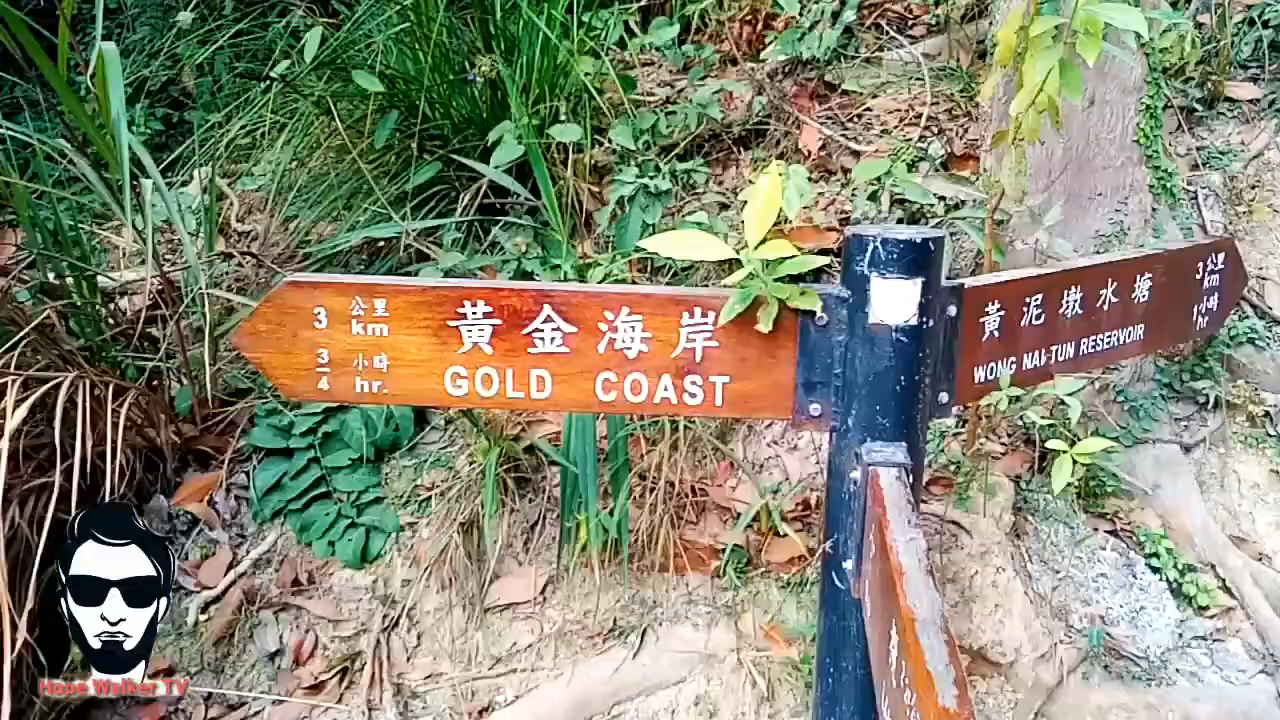 3 公里
km
3/4 小時
hr.
黃金海岸
GOLD COAST
黃泥墩水塘
WONG NAI TUN RESERVOIR
3 公里
km
1 小時
hr
Hope Walker TV